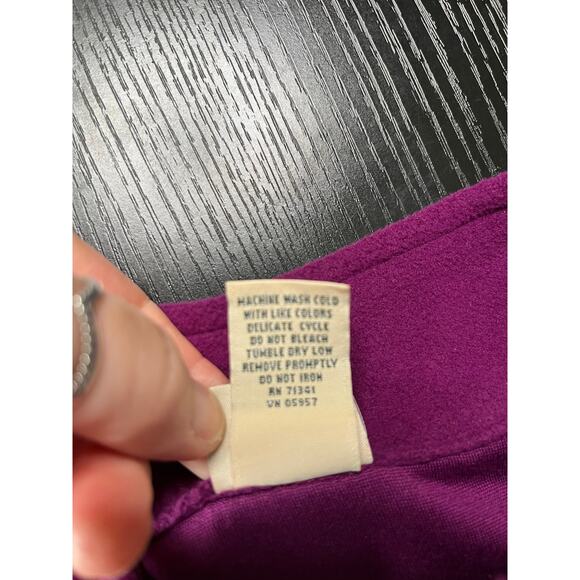 MACHINE WASH COLD
WITH LIKE COLORS
DELICATE CYCLE
DO NOT BLEACH
TUMBLE DRY LOW
REMOVE PROMPTLY
DO NOT IRON
RN 71341
VN 05957